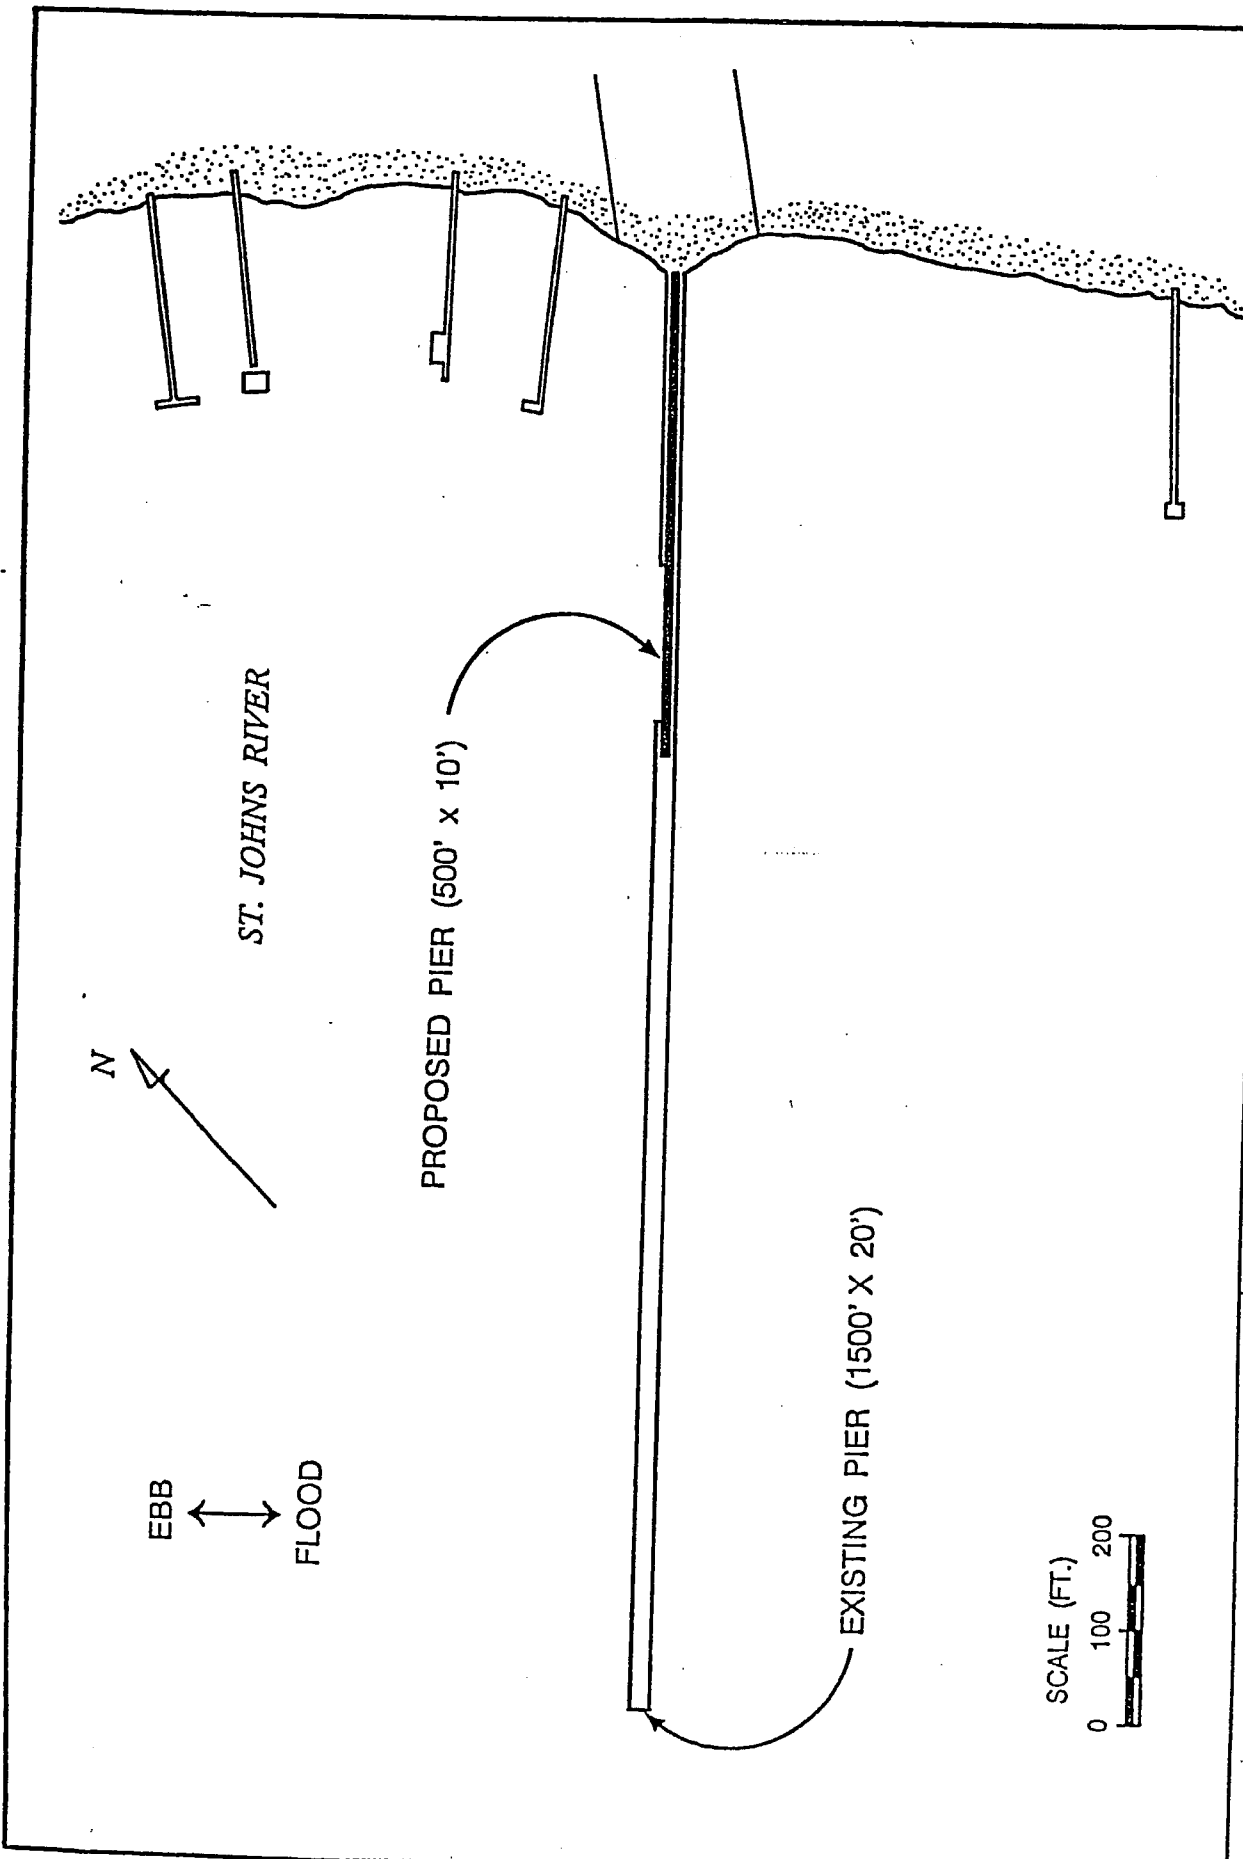 N
ST. JOHNS RIVER
PROPOSED PIER (500' x 10')
EBB
FLOOD
EXISTING PIER (1500' X 20')
SCALE (FT.)
0 100 200